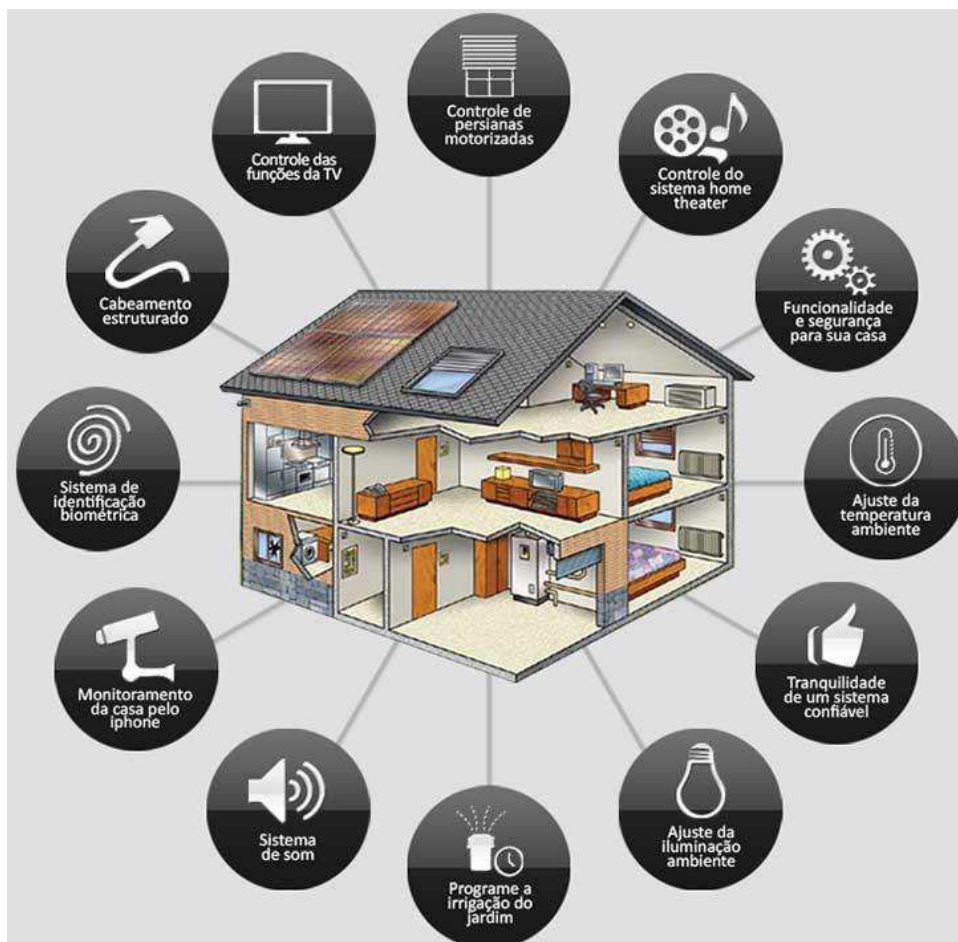 Controle de
persianas
motorizadas
Controle do
sistema home
theater
Funcionalidade
e segurança
para sua casa
Ajuste da
temperatura
ambiente
Tranquilidade
de um sistema
confiável
Ajuste da
iluminação
ambiente
Programe a
irrigação do
jardim
Sistema
de som
Monitoramento
da casa pelo
iphone
Sistema de
identificação
biométrica
Cabeamento
estruturado
Controle das
funções da TV